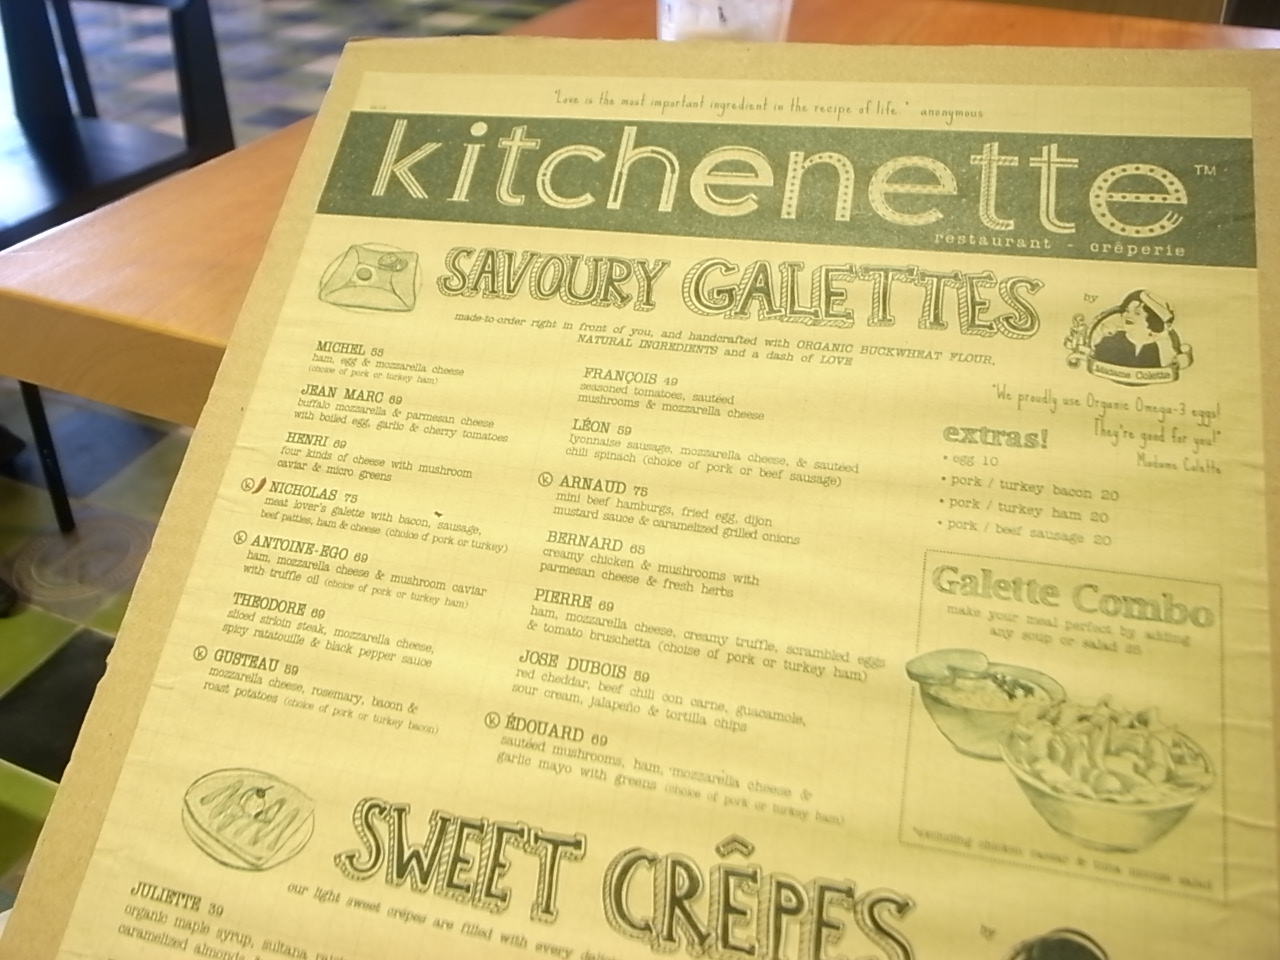 "Love is the most important ingredient in the recipe of life." anonymous
kitchenette™
restaurant - crêperie
SAVOURY GALETTES
made-to-order right in front of you, and handcrafted with ORGANIC BUCKWHEAT FLOUR,
NATURAL INGREDIENTS and a dash of LOVE
by
Madame Colette
MICHEL 55
ham, egg & mozzarella cheese
(choice of pork or turkey ham)
JEAN MARC 69
buffalo mozzarella & parmesan cheese
with boiled egg, garlic & cherry tomatoes
HENRI 69
four kinds of cheese with mushroom
caviar & micro greens
k NICHOLAS 75
meat lover's galette with bacon, sausage,
beef patties, ham & cheese (choice of pork or turkey)
k ANTOINE-EGO 69
ham, mozzarella cheese & mushroom caviar
with truffle oil (choice of pork or turkey ham)
THEODORE 69
sliced sirloin steak, mozzarella cheese,
spicy ratatouille & black pepper sauce
k GUSTEAU 59
mozzarella cheese, rosemary, bacon &
roast potatoes (choice of pork or turkey bacon)
FRANÇOIS 49
seasoned tomatoes, sautéed
mushrooms & mozzarella cheese
LÉON 59
lyonnaise sausage, mozzarella cheese, & sautéed
chili spinach (choice of pork or beef sausage)
k ARNAUD 75
mini beef hamburgs, fried egg, dijon
mustard sauce & caramelized grilled onions
BERNARD 65
creamy chicken & mushrooms with
parmesan cheese & fresh herbs
PIERRE 69
ham, mozzarella cheese, creamy truffle, scrambled eggs
& tomato bruschetta (choise of pork or turkey ham)
JOSE DUBOIS 59
red cheddar, beef chili con carne, guacamole,
sour cream, jalapeño & tortilla chips
k ÉDOUARD 69
sautéed mushrooms, ham, mozzarella cheese &
garlic mayo with greens (choice of pork or turkey ham)
"We proudly use Organic Omega-3 eggs!
They're good for you!"
Madame Colette
extras!
• egg 10
• pork / turkey bacon 20
• pork / turkey ham 20
• pork / beef sausage 20
Galette Combo
make your meal perfect by adding
any soup or salad 25
*excluding chicken caesar & tuna salad
SWEET CRÊPES
our light sweet crêpes are filled with every
by
JULIETTE 39
organic maple syrup, sultana
caramelized almonds,